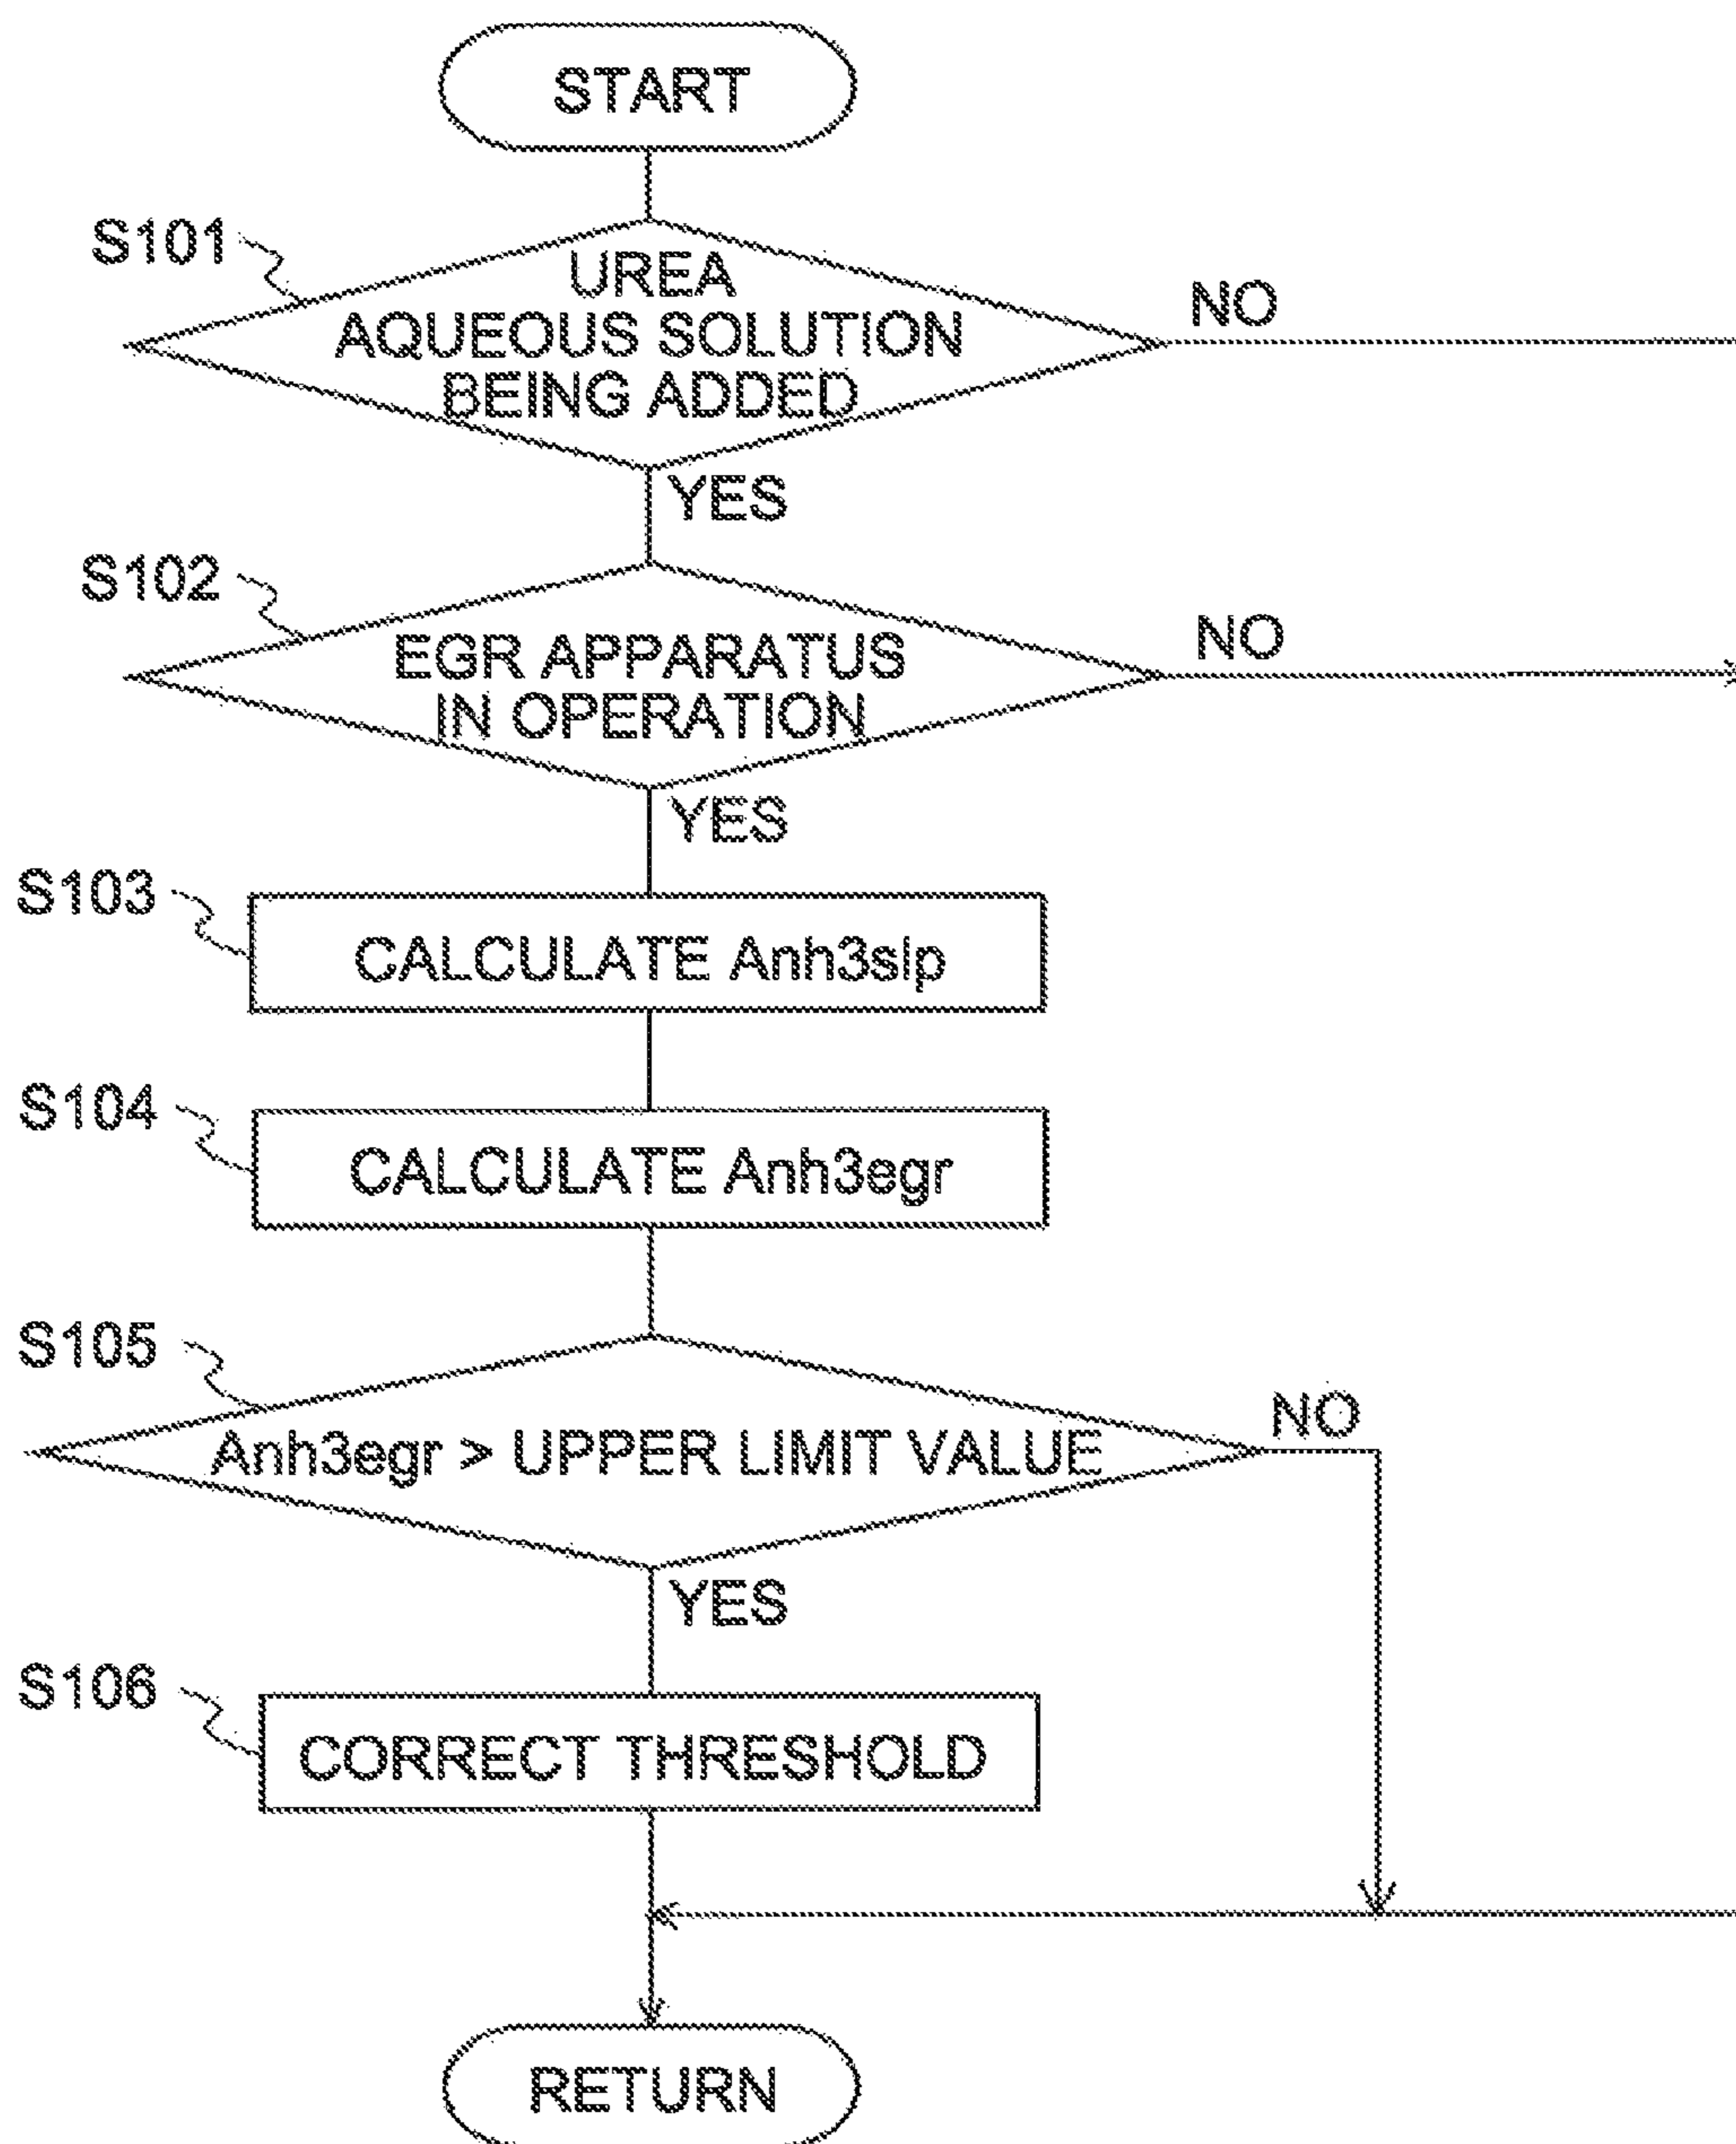 START
S101
UREA
AQUEOUS SOLUTION
BEING ADDED
NO
YES
S102
EGR APPARATUS
IN OPERATION
NO
YES
S103
CALCULATE Anh3slp
S104
CALCULATE Anh3egr
S105
Anh3egr > UPPER LIMIT VALUE
NO
YES
S106
CORRECT THRESHOLD
RETURN